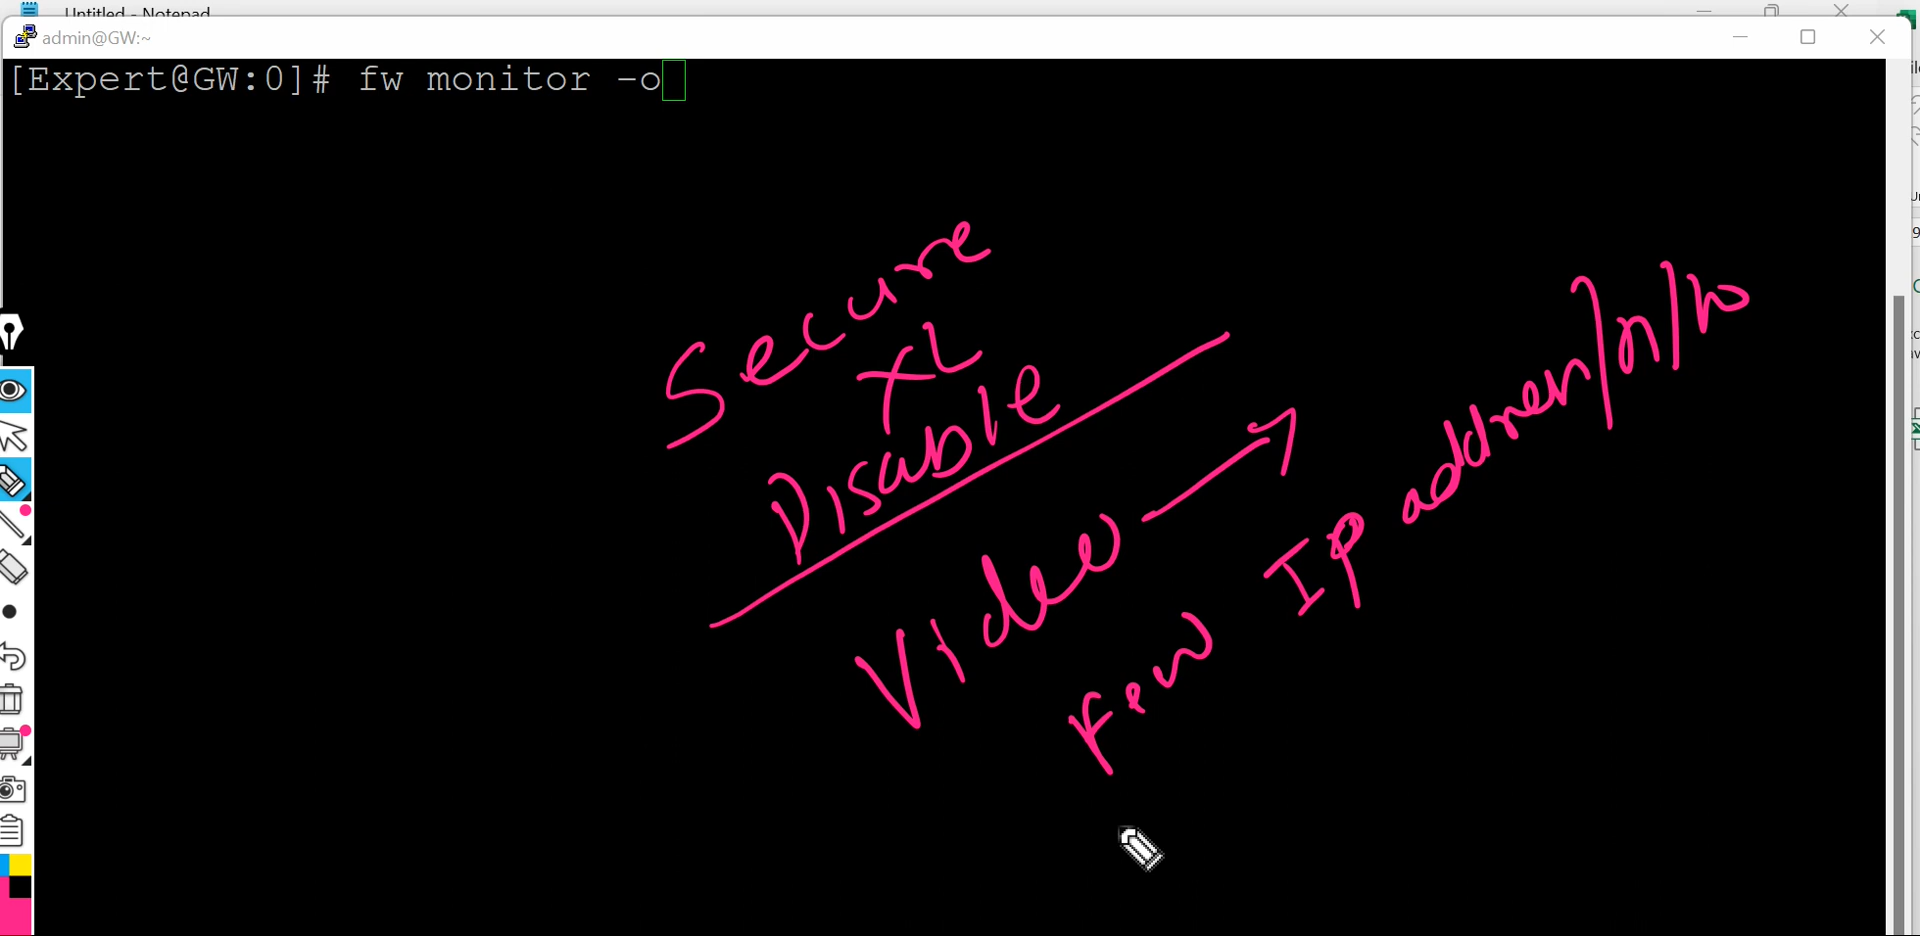 Untitled - Notepad
admin@GW:~
[Expert@GW:0]# fw monitor -o
Secure
XL
Disable
Video
Few IP address/n/w